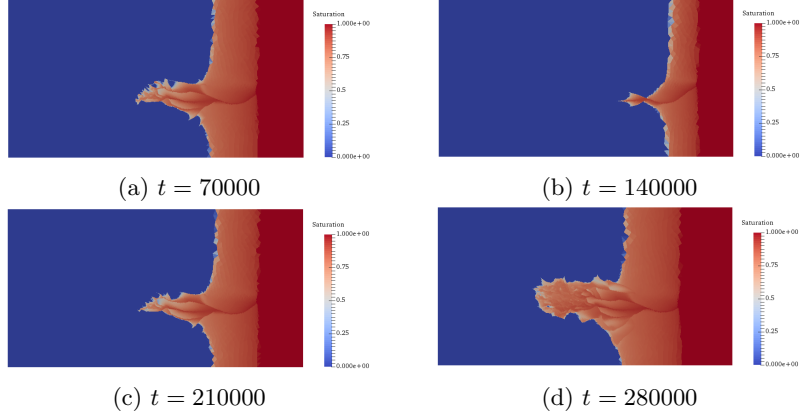 Saturation
1.000e+00
0.75
0.5
0.25
0.000e+00
(a) t = 70000
Saturation
1.000e+00
0.75
0.5
0.25
0.000e+00
(b) t = 140000
Saturation
1.000e+00
0.75
0.5
0.25
0.000e+00
(c) t = 210000
Saturation
1.000e+00
0.75
0.5
0.25
0.000e+00
(d) t = 280000